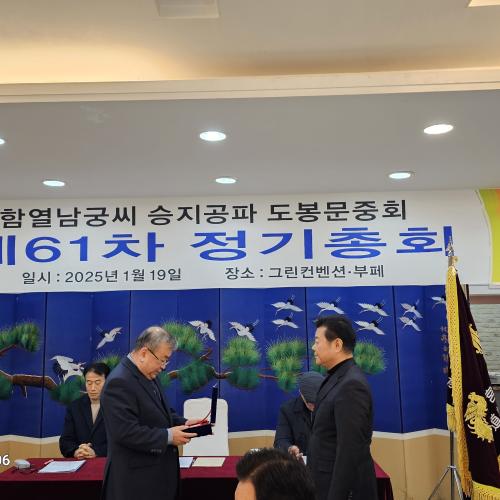 함열남궁씨 승지공파 도봉문중회
제61차 정기총회
일시 : 2025년 1월 19일 장소 : 그린컨벤션·부페
06